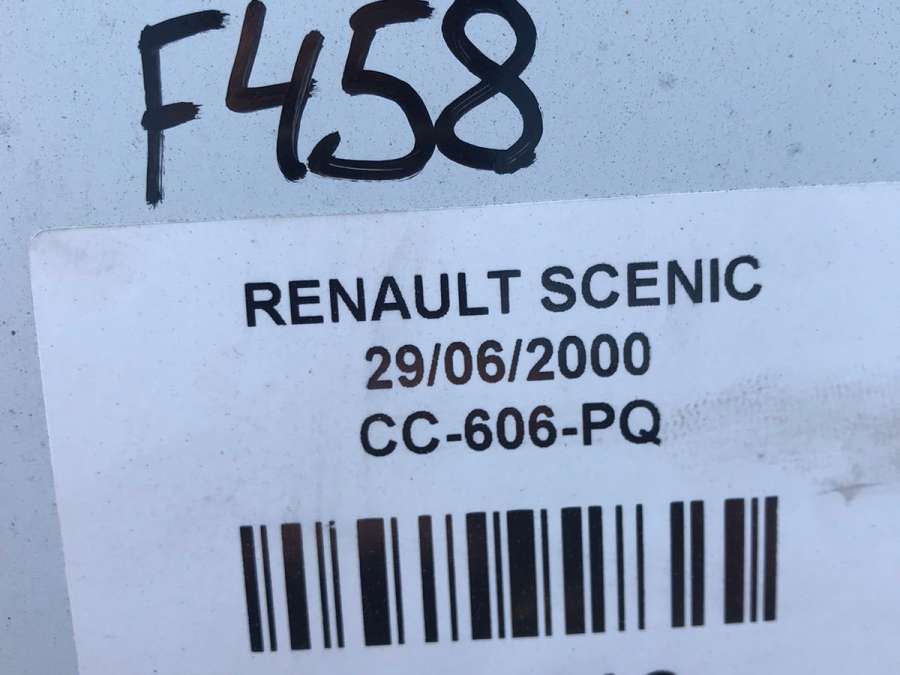 F458
RENAULT SCENIC
29/06/2000
CC-606-PQ